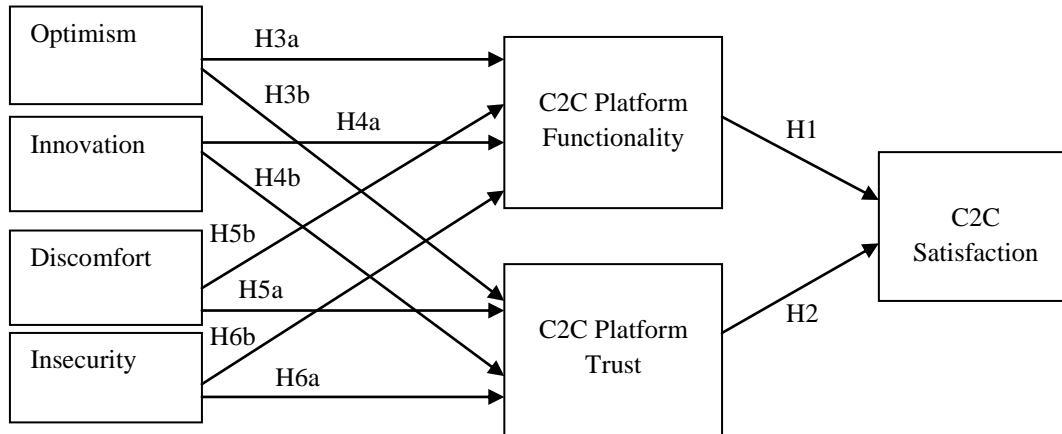 Optimism
H3a
H3b
C2C Platform
Functionality
Innovation
H4a
H4b
H1
C2C
Satisfaction
Discomfort
H5b
H5a
C2C Platform
Trust
H2
Insecurity
H6b
H6a